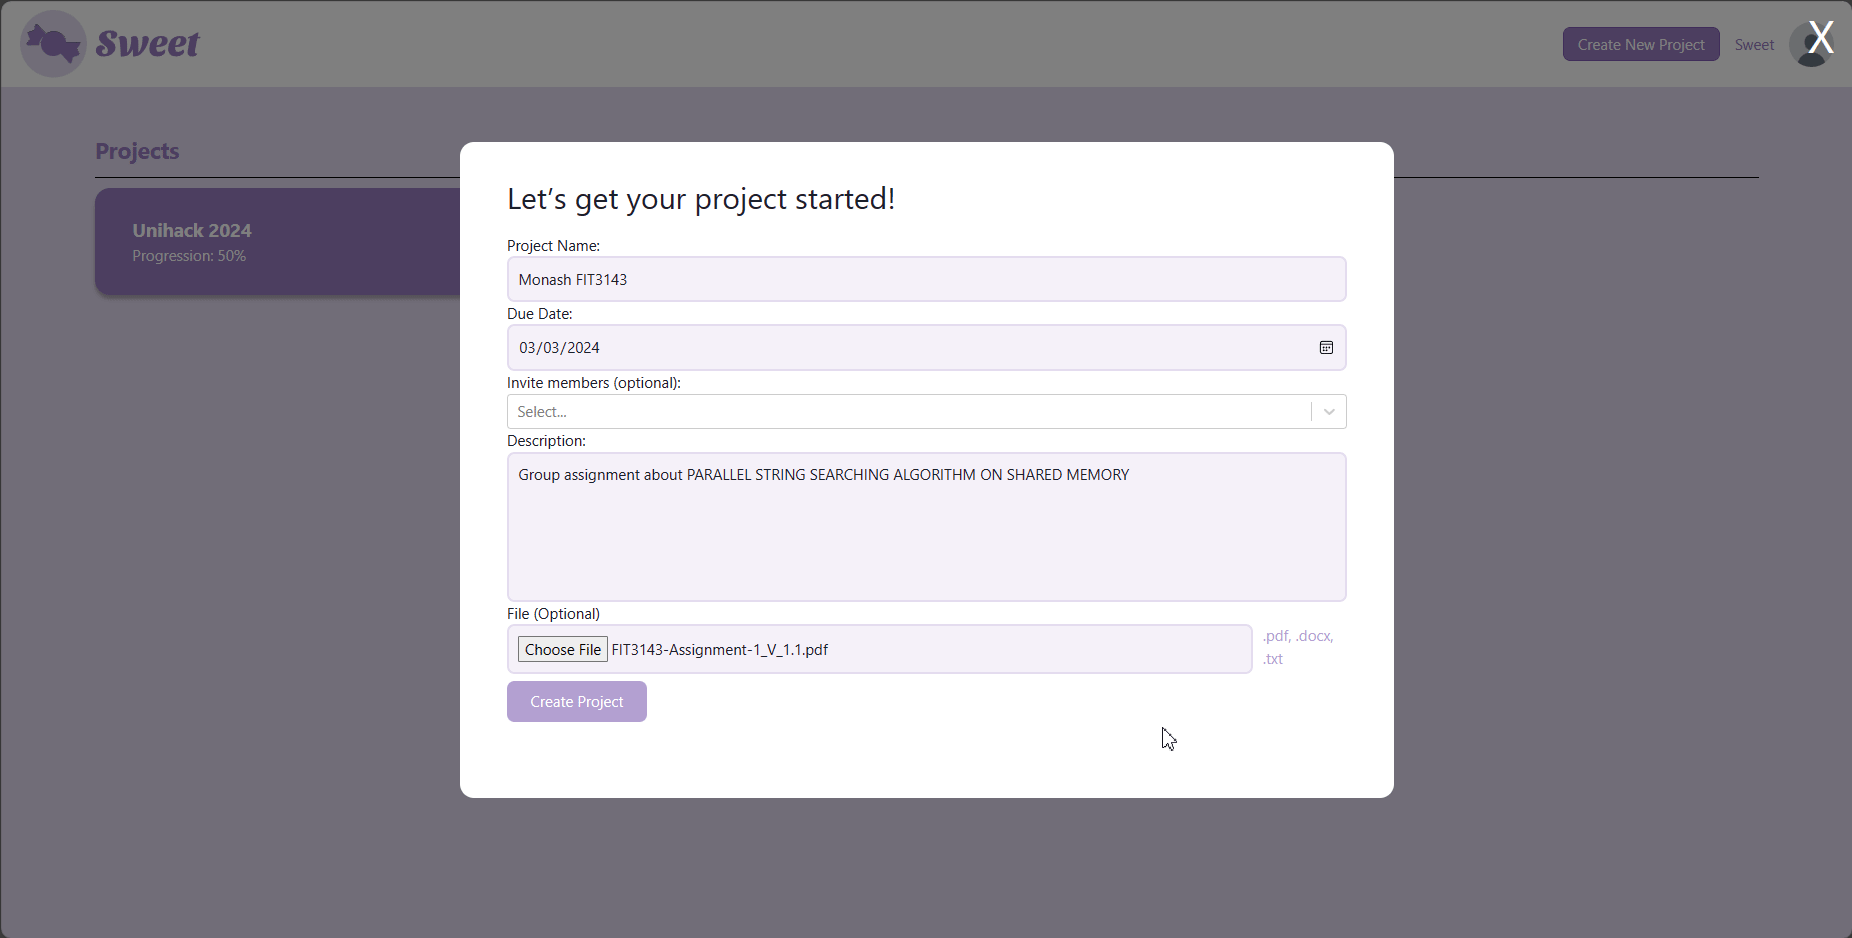 Sweet
Create New Project
Sweet
X
Projects
Unihack 2024
Progression: 50%
Let's get your project started!
Project Name:
Monash FIT3143
Due Date:
03/03/2024
Invite members (optional):
Select...
Description:
Group assignment about PARALLEL STRING SEARCHING ALGORITHM ON SHARED MEMORY
File (Optional)
Choose File FIT3143-Assignment-1_V_1.1.pdf
.pdf, .docx,
.txt
Create Project